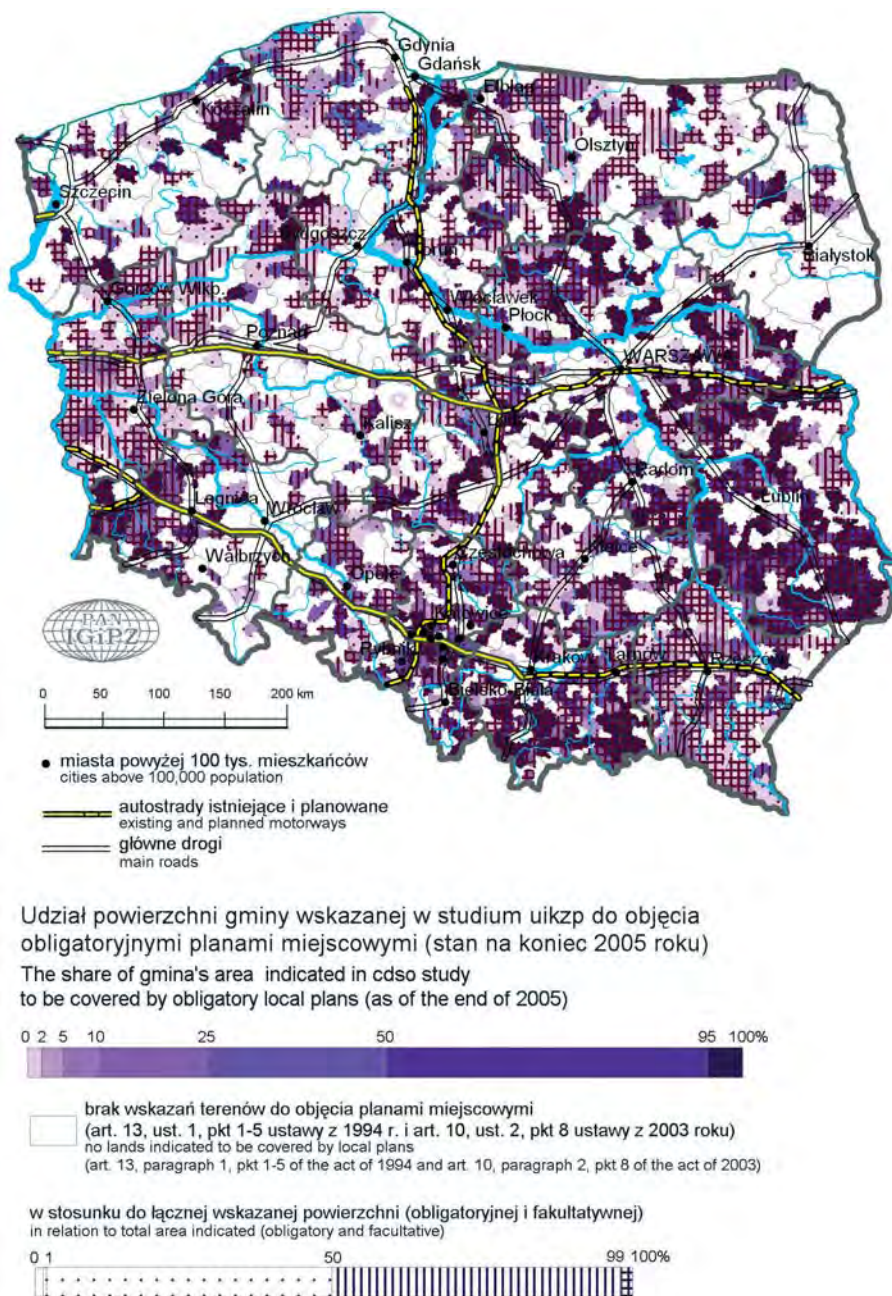 Gdynia
Gdańsk
Elbląg
Koszalin
Olsztyn
Szczecin
Bydgoszcz
Toruń
Białystok
Gorzów Wlkp.
Włocławek
Płock
Poznań
WARSZAWA
Zielona Góra
Kalisz
Łódź
Radom
Legnica
Wrocław
Lublin
Wałbrzych
Częstochowa
Kielce
Opole
PAN
IGiPZ
Katowice
Rybnik
Kraków
Tarnów
Rzeszów
Bielsko-Biała
0 50 100 150 200 km
miasta powyżej 100 tys. mieszkańców
cities above 100,000 population
autostrady istniejące i planowane
existing and planned motorways
główne drogi
main roads
Udział powierzchni gminy wskazanej w studium uikzp do objęcia
obligatoryjnymi planami miejscowymi (stan na koniec 2005 roku)
The share of gmina's area indicated in cdso study
to be covered by obligatory local plans (as of the end of 2005)
0 2 5 10 25 50 95 100%
brak wskazań terenów do objęcia planami miejscowymi
(art. 13, ust. 1, pkt 1-5 ustawy z 1994 r. i art. 10, ust. 2, pkt 8 ustawy z 2003 roku)
no lands indicated to be covered by local plans
(art. 13, paragraph 1, pkt 1-5 of the act of 1994 and art. 10, paragraph 2, pkt 8 of the act of 2003)
w stosunku do łącznej wskazanej powierzchni (obligatoryjnej i fakultatywnej)
in relation to total area indicated (obligatory and facultative)
0 1 50 99 100%